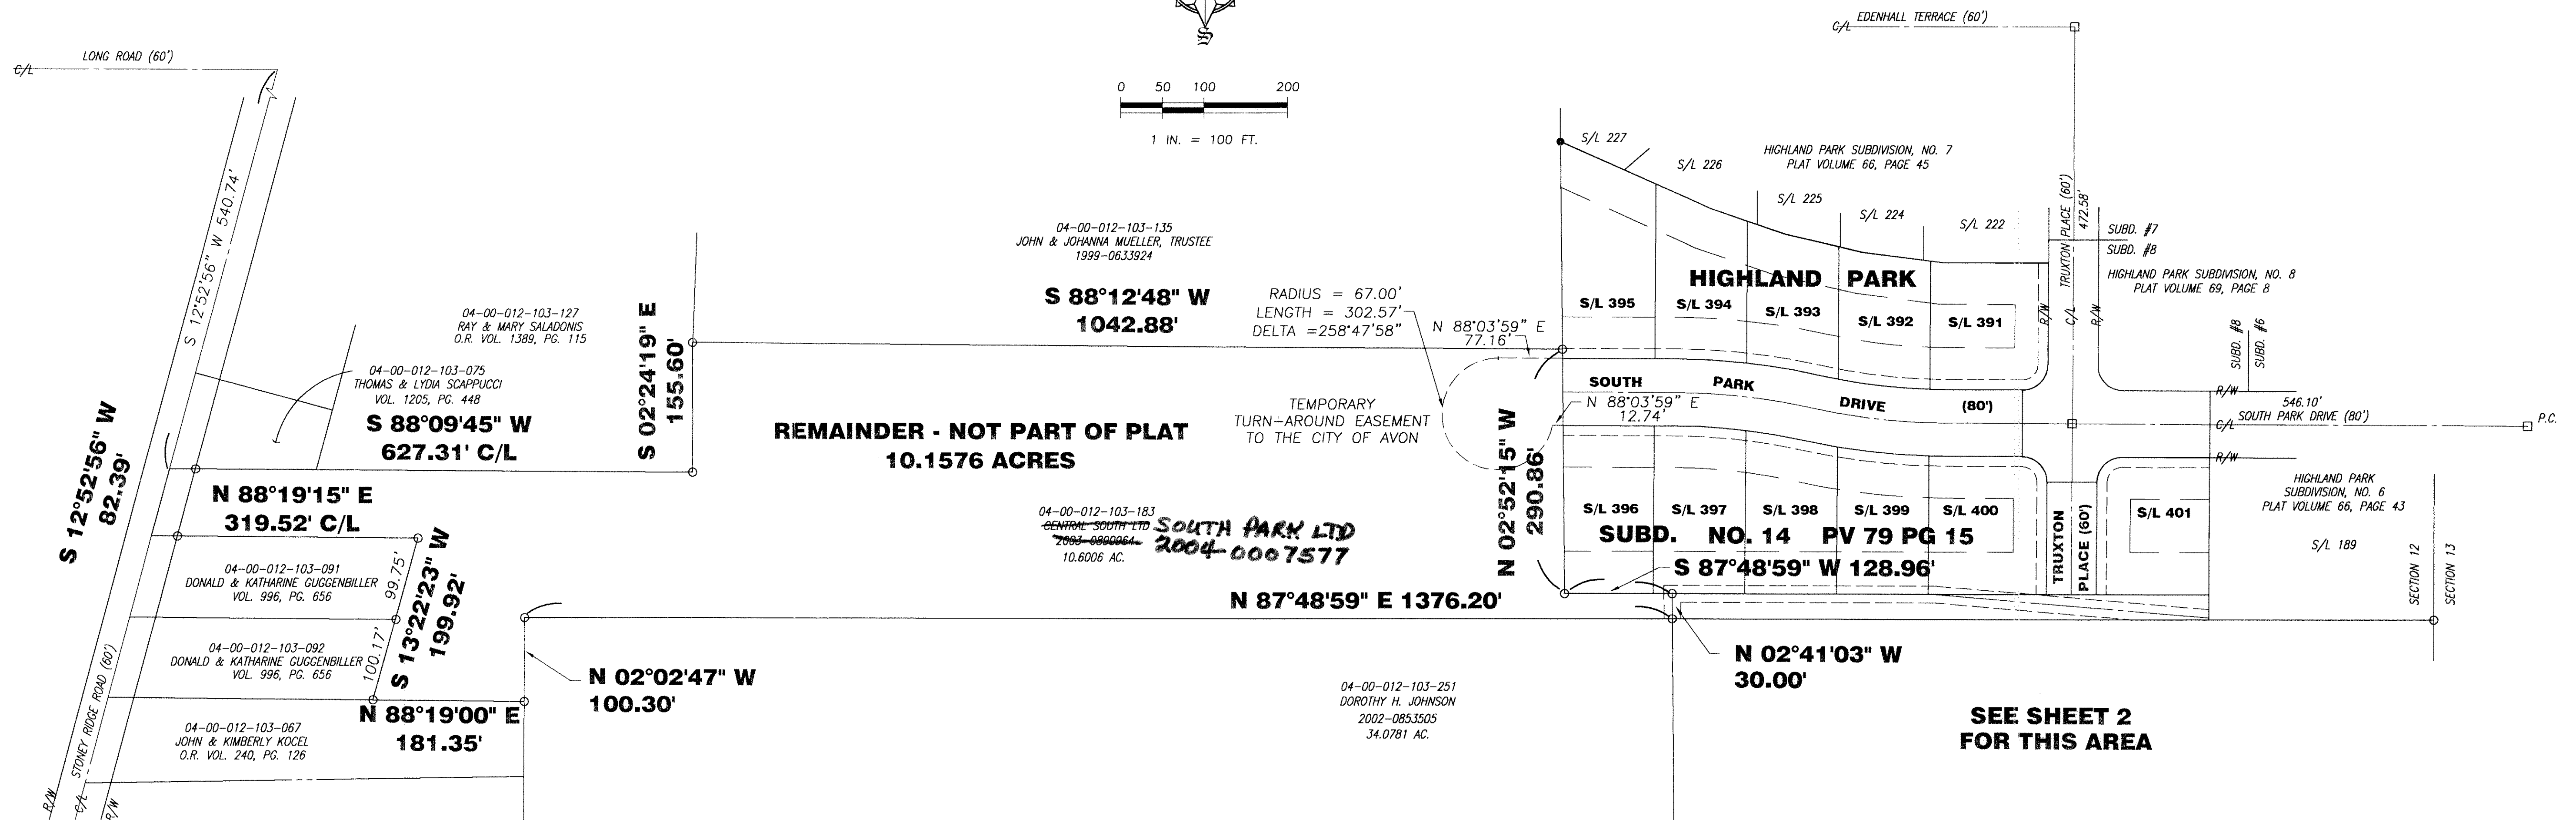 S
EDENHALL TERRACE (60')
C/L
LONG ROAD (60')
C/L
0 50 100 200
1 IN. = 100 FT.
S 12°52'56" W 540.74'
04-00-012-103-127
RAY & MARY SALADONIS
O.R. VOL. 1389, PG. 115
04-00-012-103-075
THOMAS & LYDIA SCAPPUCCI
VOL. 1205, PG. 448
S 88°09'45" W
627.31' C/L
S 02°24'19" E
155.60'
04-00-012-103-135
JOHN & JOHANNA MUELLER, TRUSTEE
1999-0633924
S 88°12'48" W
1042.88'
RADIUS = 67.00'
LENGTH = 302.57'
DELTA =258°47'58"
N 88°03'59" E
77.16'
TEMPORARY
TURN-AROUND EASEMENT
TO THE CITY OF AVON
REMAINDER - NOT PART OF PLAT
10.1576 ACRES
04-00-012-103-183
CENTRAL SOUTH LTD
SOUTH PARK LTD
2004-0007577
10.6006 AC.
N 02°52'15" W
290.86'
N 87°48'59" E 1376.20'
S/L 227
S/L 226
S/L 225
S/L 224
S/L 222
HIGHLAND PARK SUBDIVISION, NO. 7
PLAT VOLUME 66, PAGE 45
HIGHLAND PARK
S/L 395
S/L 394
S/L 393
S/L 392
S/L 391
SOUTH PARK DRIVE (80')
N 88°03'59" E
12.74'
S/L 396
S/L 397
S/L 398
S/L 399
S/L 400
S/L 401
SUBD. NO. 14 PV 79 PG 15
S 87°48'59" W 128.96'
TRUXTON PLACE (60')
472.58'
SUBD. #7
SUBD. #8
R/W
C/L
R/W
HIGHLAND PARK SUBDIVISION, NO. 8
PLAT VOLUME 69, PAGE 8
SUBD. #8
SUBD. #6
R/W
546.10'
C/L
SOUTH PARK DRIVE (80')
P.C.
R/W
TRUXTON
PLACE (60')
HIGHLAND PARK
SUBDIVISION, NO. 6
PLAT VOLUME 66, PAGE 43
S/L 189
SECTION 12
SECTION 13
N 02°41'03" W
30.00'
SEE SHEET 2
FOR THIS AREA
04-00-012-103-251
DOROTHY H. JOHNSON
2002-0853505
34.0781 AC.
S 12°52'56" W
82.39'
N 88°19'15" E
319.52' C/L
04-00-012-103-091
DONALD & KATHARINE GUGGENBILLER
VOL. 996, PG. 656
99.75'
S 13°22'23" W
199.92'
100.17'
04-00-012-103-092
DONALD & KATHARINE GUGGENBILLER
VOL. 996, PG. 656
N 02°02'47" W
100.30'
N 88°19'00" E
181.35'
04-00-012-103-067
JOHN & KIMBERLY KOCEL
O.R. VOL. 240, PG. 126
STONEY RIDGE ROAD (60')
R/W
C/L
R/W